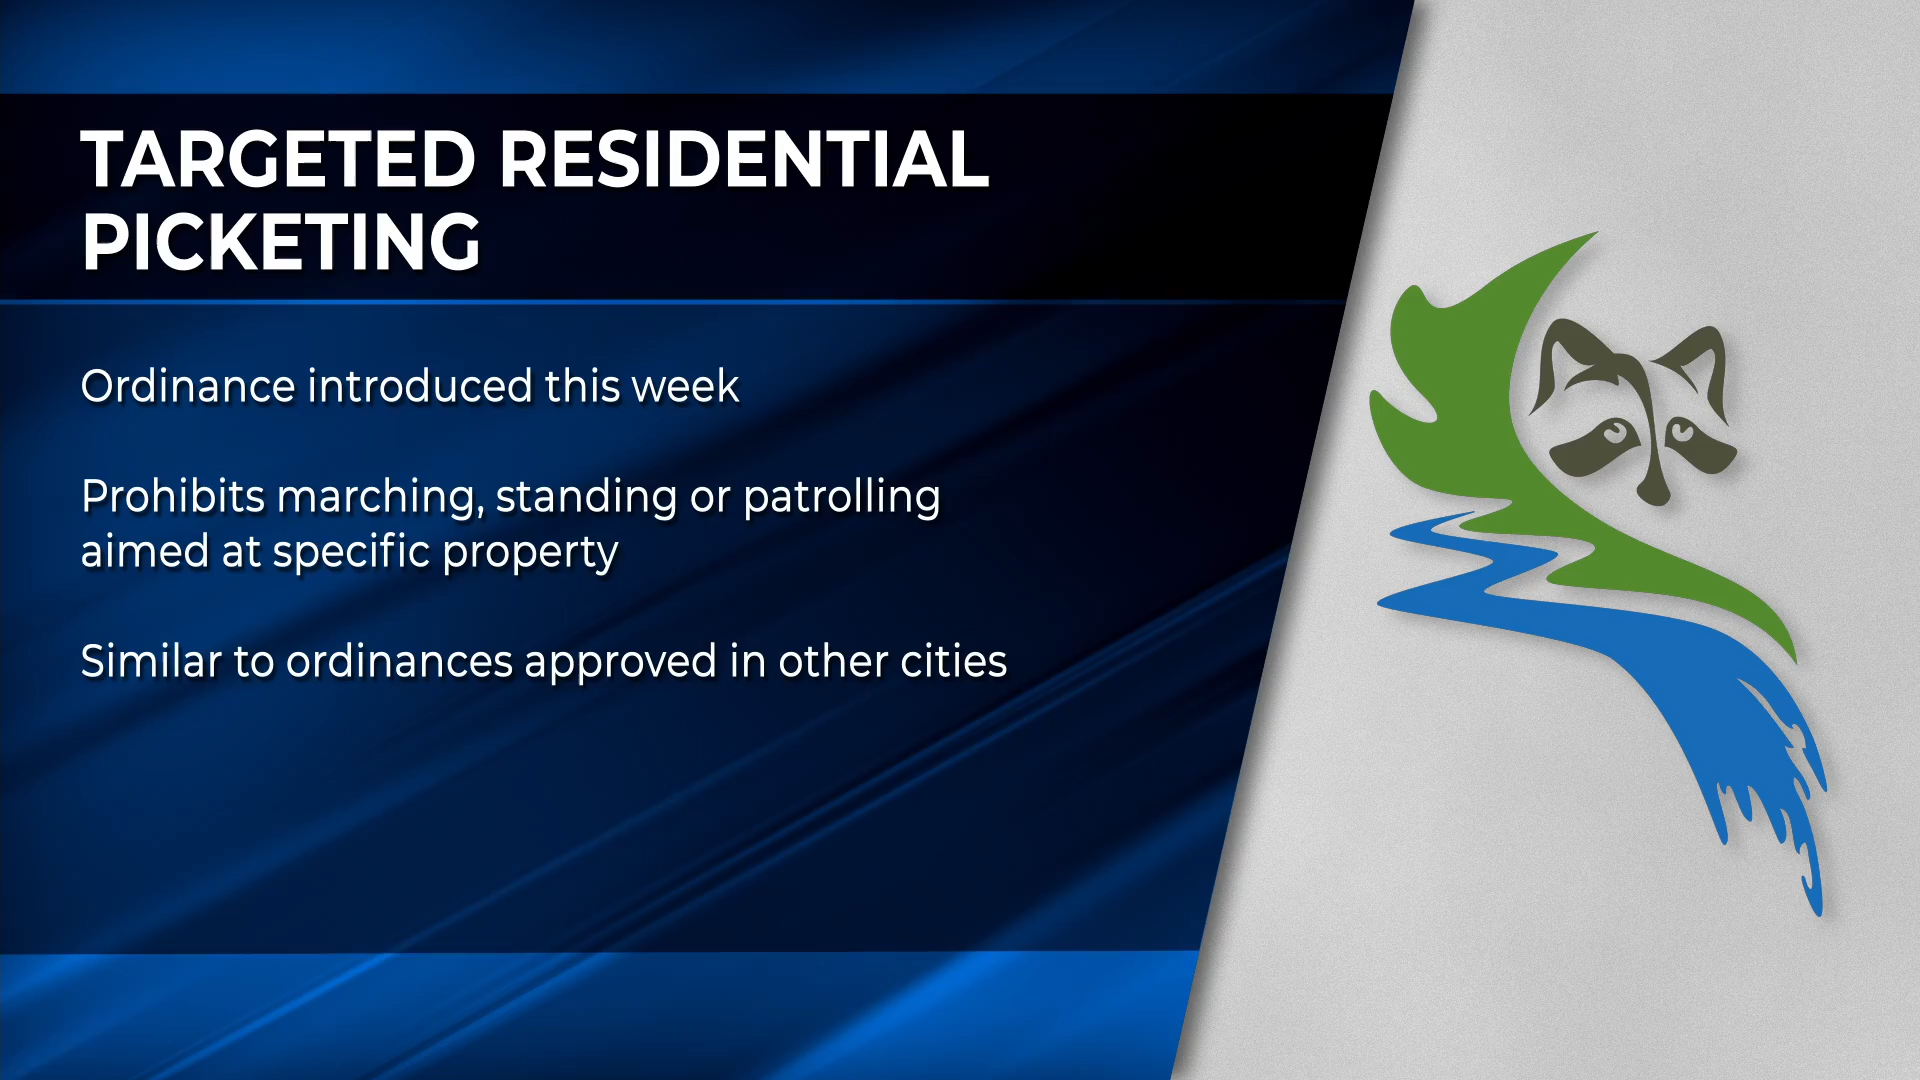 TARGETED RESIDENTIAL
PICKETING
Ordinance introduced this week
Prohibits marching, standing or patrolling
aimed at specific property
Similar to ordinances approved in other cities